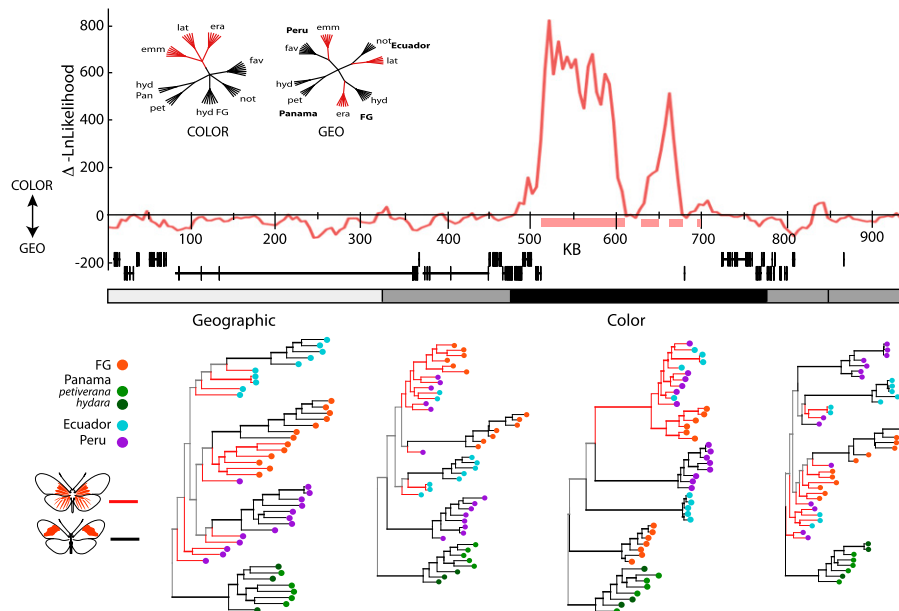 800
600
400
200
0
-200
Δ -LnLikelihood
COLOR
GEO
lat
era
emm
fav
hyd
Pan
pet
hyd FG
not
COLOR
Peru
emm
fav
not
Ecuador
lat
hyd
pet
Panama
era
hyd
FG
GEO
100
200
300
400
500
600
700
800
900
KB
Geographic
Color
FG
Panama
petiverana
hydara
Ecuador
Peru